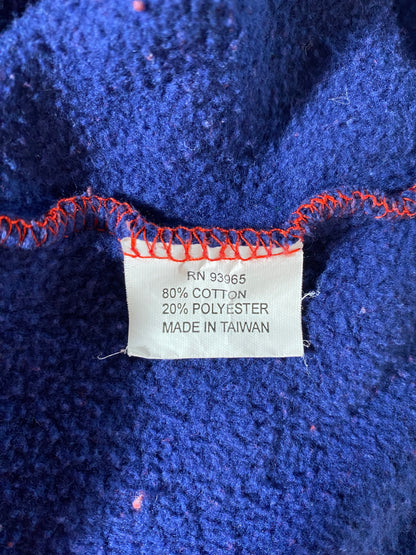 RN 93965
80% COTTON
20% POLYESTER
MADE IN TAIWAN